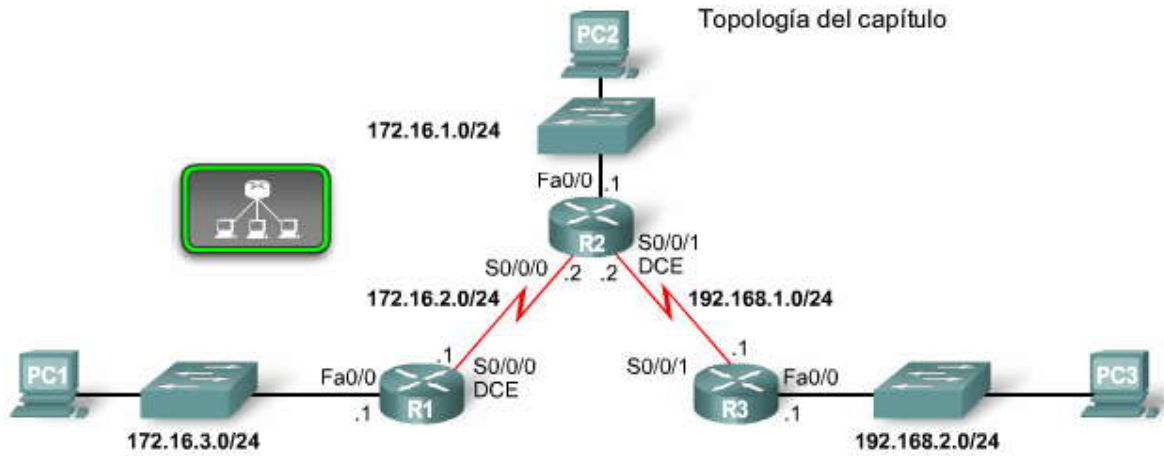 Topología del capítulo
PC2
172.16.1.0/24
Fa0/0
.1
R2
S0/0/0
.2
.2
S0/0/1
DCE
172.16.2.0/24
192.168.1.0/24
PC1
Fa0/0
.1
.1
S0/0/0
DCE
R1
172.16.3.0/24
S0/0/1
.1
R3
Fa0/0
.1
PC3
192.168.2.0/24